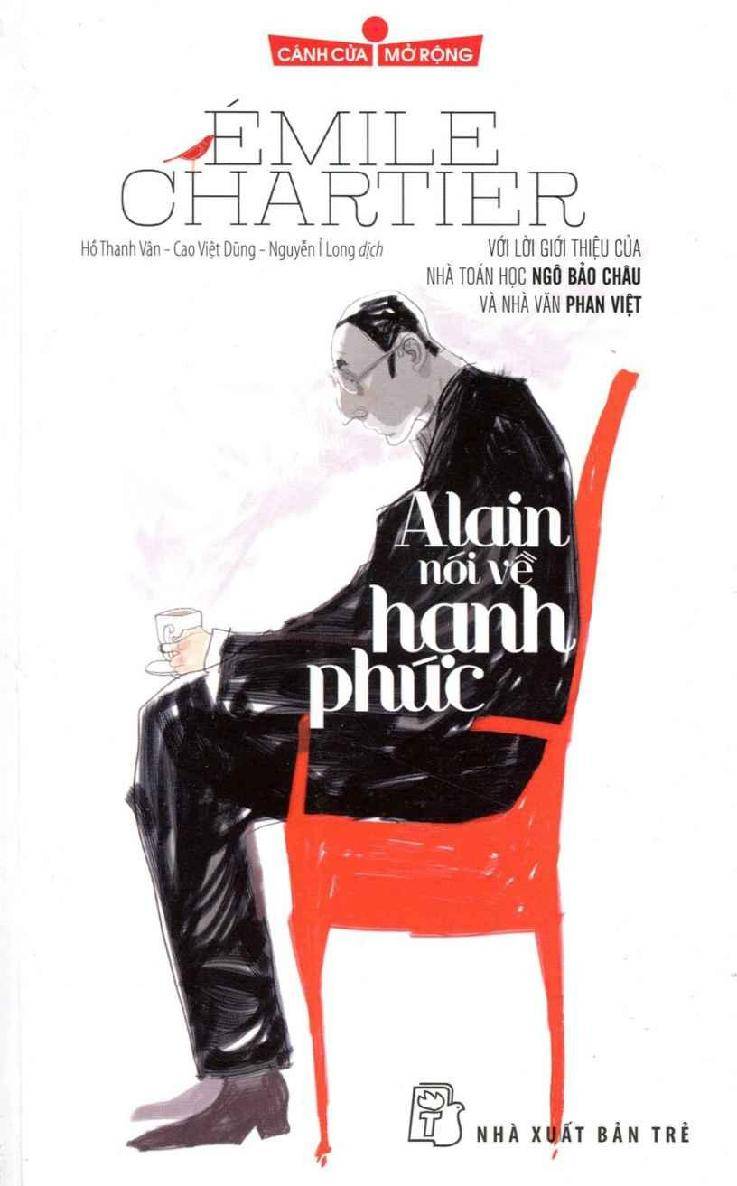 CÁNH CỬA MỞ RỘNG
ÉMILE
CHARTIER
Hồ Thanh Vân – Cao Việt Dũng – Nguyễn Ỉ Long dịch
VỚI LỜI GIỚI THIỆU CỦA
NHÀ TOÁN HỌC NGÔ BẢO CHÂU
VÀ NHÀ VĂN PHAN VIỆT
Alain
nói về
hạnh
phúc
T
NHÀ XUẤT BẢN TRẺ